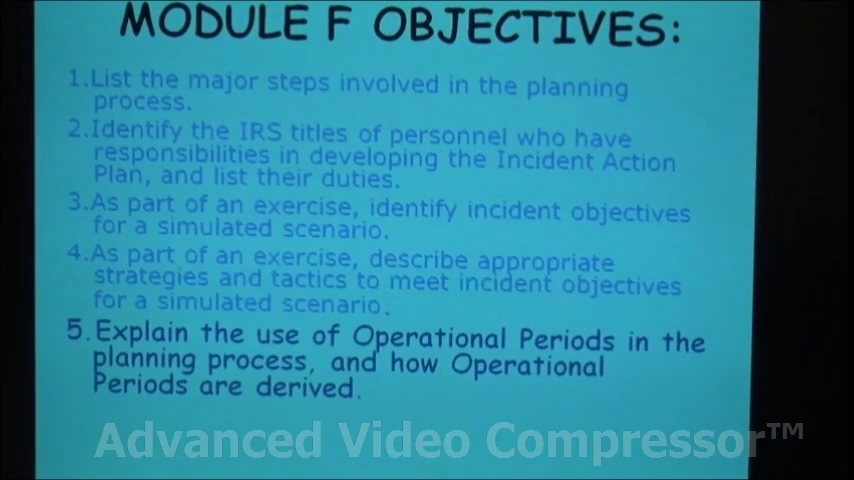 MODULE F OBJECTIVES:
1.List the major steps involved in the planning
process.
2.Identify the IRS titles of personnel who have
responsibilities in developing the Incident Action
Plan, and list their duties.
3.As part of an exercise, identify incident objectives
for a simulated scenario.
4.As part of an exercise, describe appropriate
strategies and tactics to meet incident objectives
for a simulated scenario.
5.Explain the use of Operational Periods in the
planning process, and how Operational
Periods are derived.
Advanced Video Compressor™